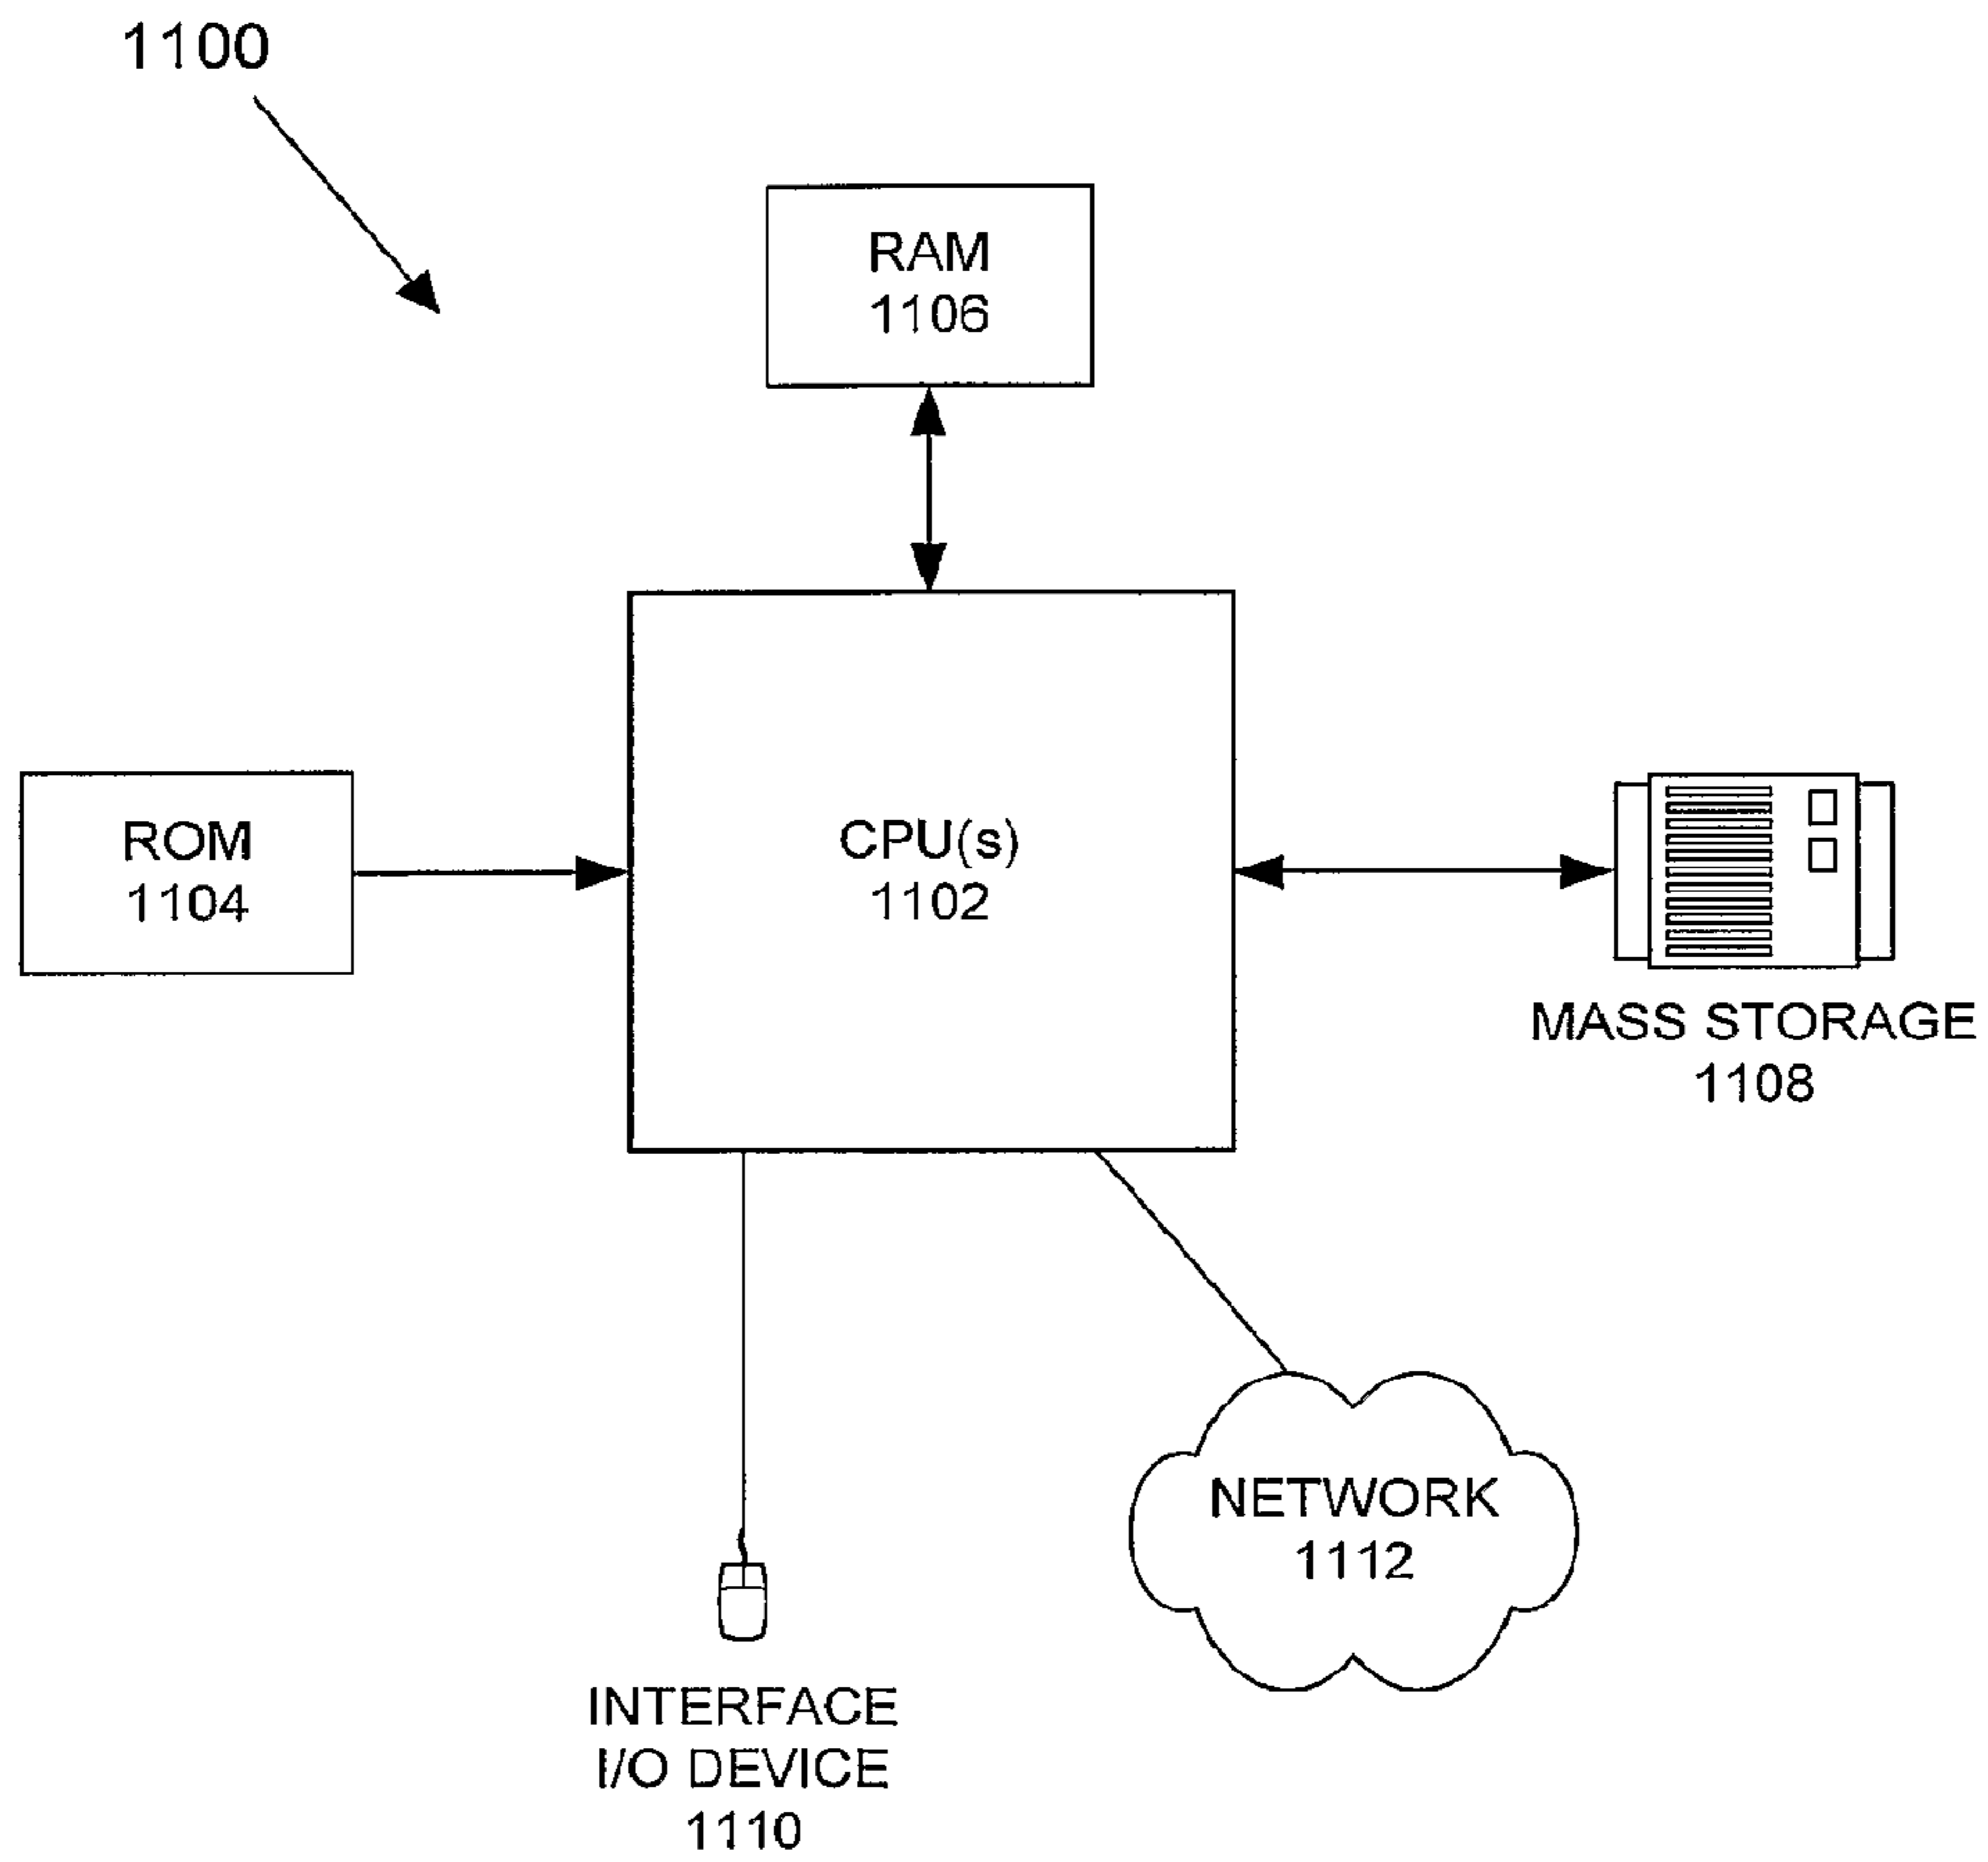 1100
RAM
1106
ROM
1104
CPU(s)
1102
MASS STORAGE
1108
NETWORK
1112
INTERFACE
I/O DEVICE
1110